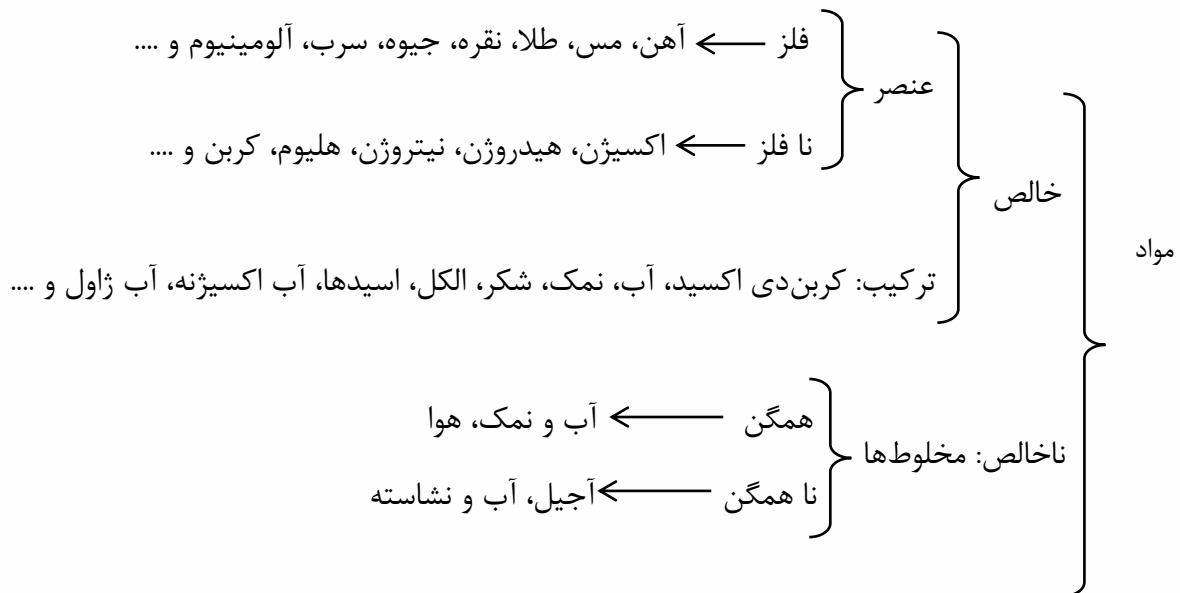 فلز ← آهن، مس، طلا، نقره، جیوه، سرب، آلومینیوم و ....
عنصر
نا فلز ← اکسیژن، هیدروژن، نیتروژن، هلیوم، کربن و ....
خالص
مواد
ترکیب: کربن‌دی اکسید، آب، نمک، شکر، الکل، اسیدها، آب اکسیژنه، آب ژاول و ....
همگن ← آب و نمک، هوا
ناخالص: مخلوط‌ها
نا همگن ← آجیل، آب و نشاسته